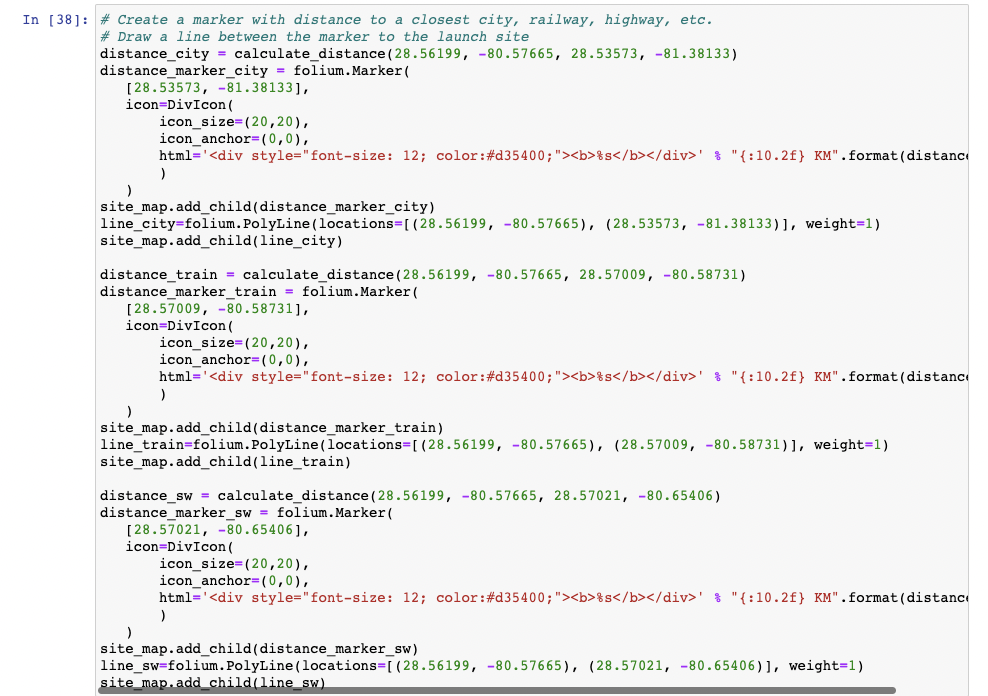 In [38]: # Create a marker with distance to a closest city, railway, highway, etc.
# Draw a line between the marker to the launch site
distance_city = calculate_distance(28.56199, -80.57665, 28.53573, -81.38133)
distance_marker_city = folium.Marker(
   [28.53573, -81.38133],
   icon=DivIcon(
       icon_size=(20,20),
       icon_anchor=(0,0),
       html='<div style="font-size: 12; color:#d35400;"><b>%s</b></div>' % "{:10.2f} KM".format(distanc
       )
   )
site_map.add_child(distance_marker_city)
line_city=folium.PolyLine(locations=[(28.56199, -80.57665), (28.53573, -81.38133)], weight=1)
site_map.add_child(line_city)

distance_train = calculate_distance(28.56199, -80.57665, 28.57009, -80.58731)
distance_marker_train = folium.Marker(
   [28.57009, -80.58731],
   icon=DivIcon(
       icon_size=(20,20),
       icon_anchor=(0,0),
       html='<div style="font-size: 12; color:#d35400;"><b>%s</b></div>' % "{:10.2f} KM".format(distanc
       )
   )
site_map.add_child(distance_marker_train)
line_train=folium.PolyLine(locations=[(28.56199, -80.57665), (28.57009, -80.58731)], weight=1)
site_map.add_child(line_train)

distance_sw = calculate_distance(28.56199, -80.57665, 28.57021, -80.65406)
distance_marker_sw = folium.Marker(
   [28.57021, -80.65406],
   icon=DivIcon(
       icon_size=(20,20),
       icon_anchor=(0,0),
       html='<div style="font-size: 12; color:#d35400;"><b>%s</b></div>' % "{:10.2f} KM".format(distanc
       )
   )
site_map.add_child(distance_marker_sw)
line_sw=folium.PolyLine(locations=[(28.56199, -80.57665), (28.57021, -80.65406)], weight=1)
site_map.add_child(line_sw)